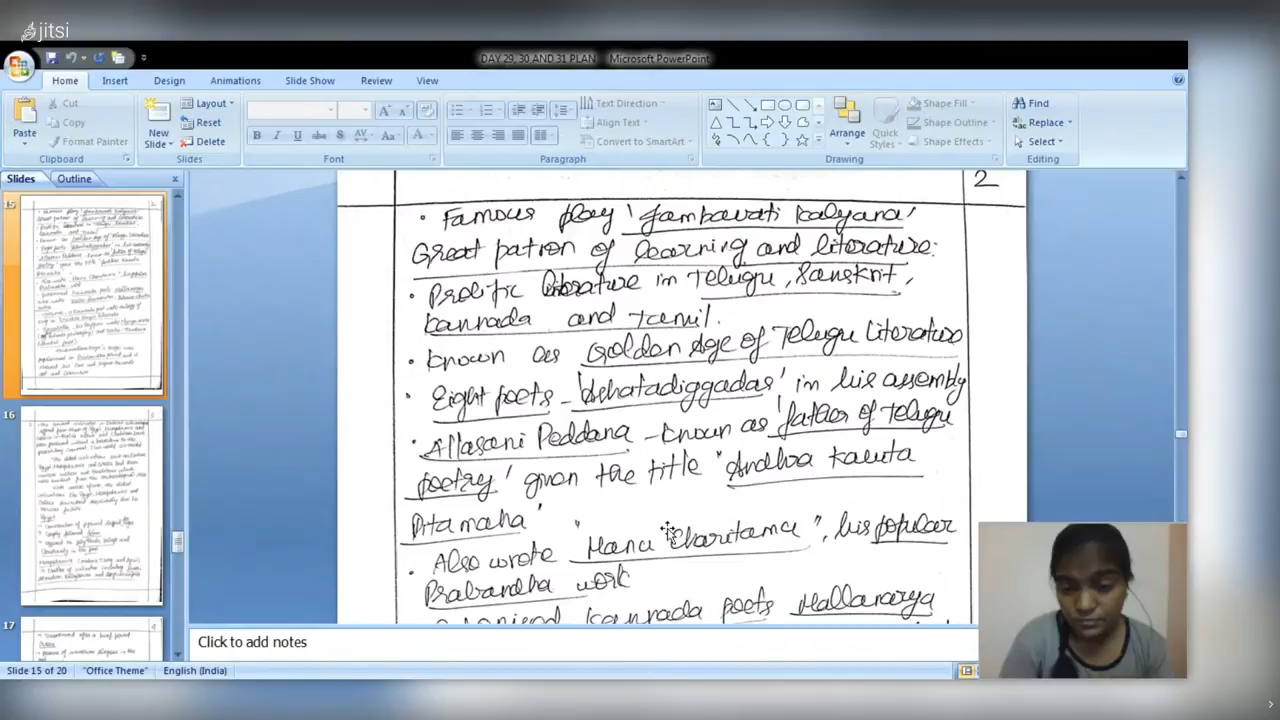 jitsi
DAY 29, 30 AND 31 PLAN - Microsoft PowerPoint
Home Insert Design Animations Slide Show Review View
Cut
Copy
Format Painter
Paste
Clipboard
New Slide
Layout
Reset
Delete
Slides
Font
Text Direction
Align Text
Convert to SmartArt
Paragraph
Arrange
Quick Styles
Shape Fill
Shape Outline
Shape Effects
Drawing
Find
Replace
Select
Editing
Slides Outline
15
16
17
2
• Famous play 'Jambavati Kalyana'
Great patron of learning and literature.
• Prolific literature in Telugu, Sanskrit,
kannada and Tamil.
• Known as Golden Age of Telugu Literature
• Eight poets - 'Ashatadiggadas' in his assembly
• Allasani Peddana - known as 'father of Telugu
poetry' given the title "Andhra kavita
Pitamaha"
• Also wrote "Manu Charitamu", his popular
Prabandha work
kannada poets Mallanarya
Click to add notes
Slide 15 of 20 "Office Theme" English (India)